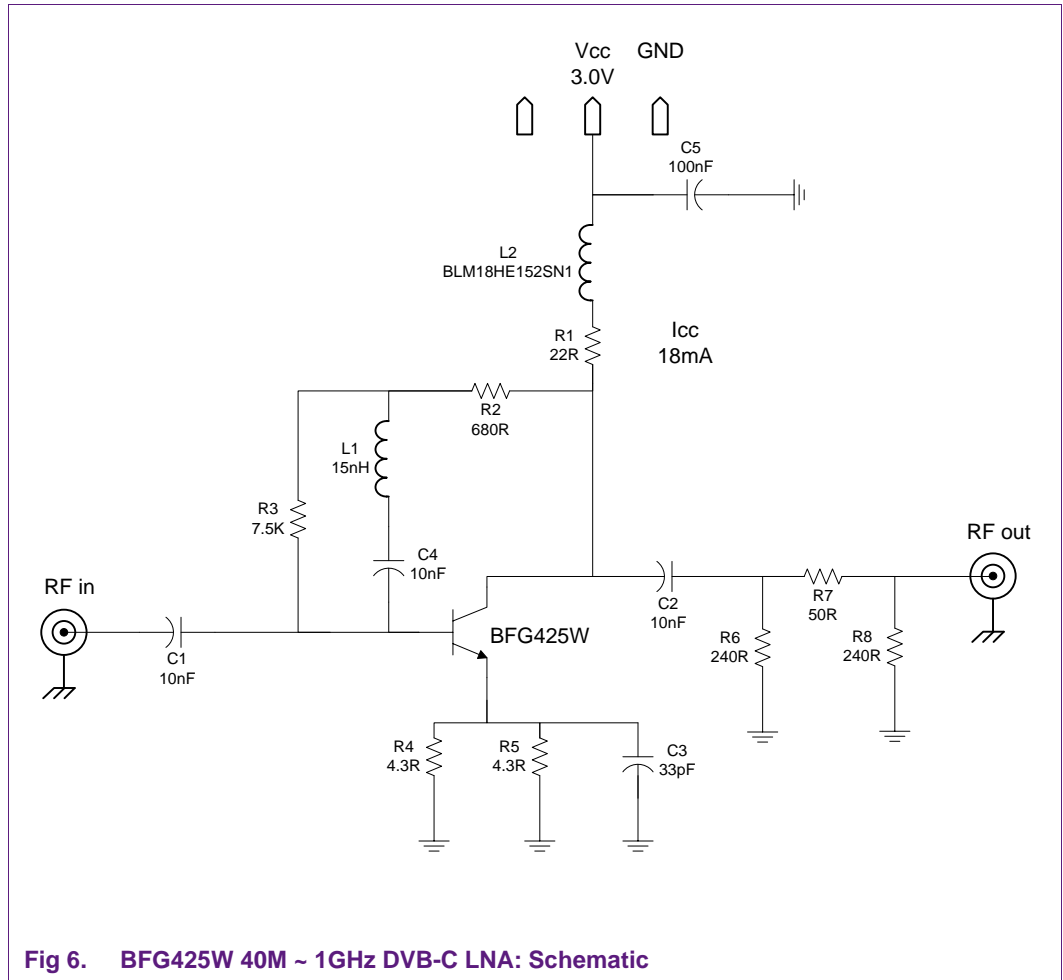 Vcc
3.0V
GND
C5
100nF
L2
BLM18HE152SN1
R1
22R
Icc
18mA
R2
680R
L1
15nH
R3
7.5K
C4
10nF
RF in
C1
10nF
BFG425W
C2
10nF
R7
50R
RF out
R6
240R
R8
240R
R4
4.3R
R5
4.3R
C3
33pF
Fig 6. BFG425W 40M ~ 1GHz DVB-C LNA: Schematic